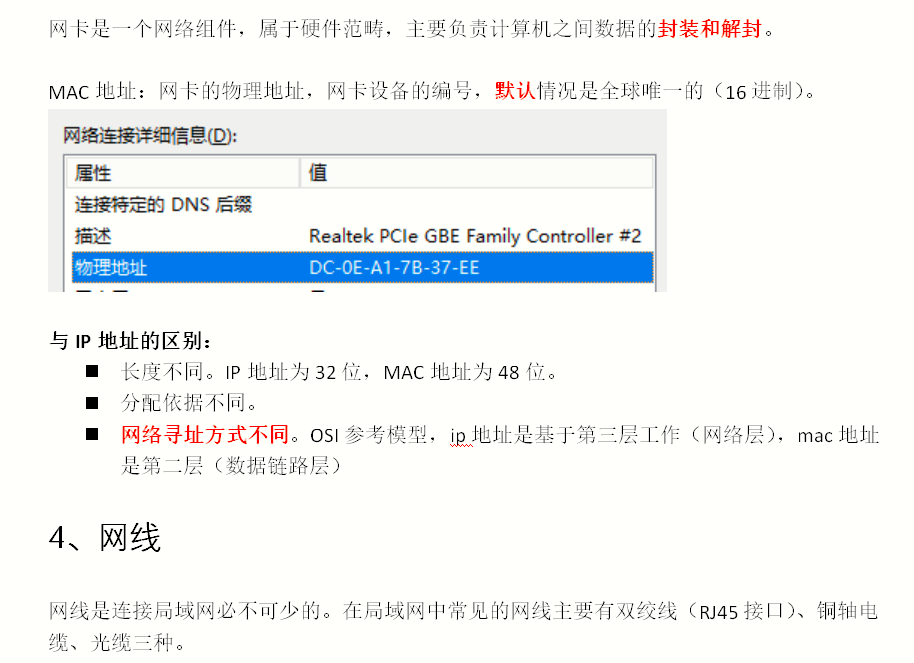 网卡是一个网络组件，属于硬件范畴，主要负责计算机之间数据的封装和解封。
MAC 地址：网卡的物理地址，网卡设备的编号，默认情况是全球唯一的（16 进制）。
网络连接详细信息(D):
属性 值
连接特定的 DNS 后缀
描述 Realtek PCIe GBE Family Controller #2
物理地址 DC-0E-A1-7B-37-EE
与 IP 地址的区别：
■ 长度不同。IP 地址为 32 位，MAC 地址为 48 位。
■ 分配依据不同。
■ 网络寻址方式不同。OSI 参考模型，ip 地址是基于第三层工作（网络层），mac 地址
是第二层（数据链路层）
4、网线
网线是连接局域网必不可少的。在局域网中常见的网线主要有双绞线（RJ45 接口）、铜轴电
缆、光缆三种。